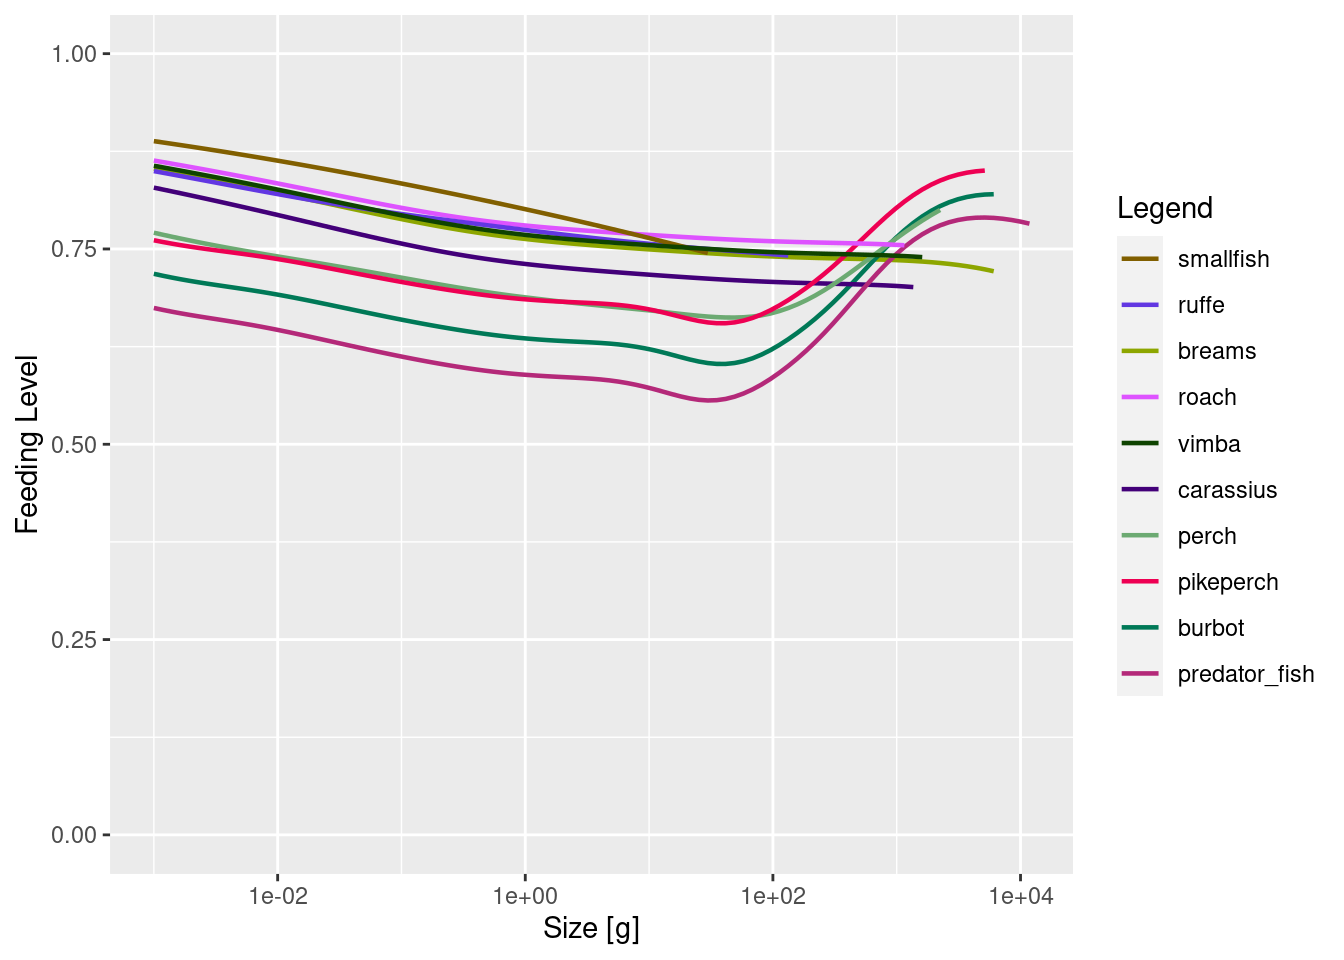 1.00
0.75
0.50
0.25
0.00
Feeding Level
1e-02
1e+00
1e+02
1e+04
Size [g]
Legend
smallfish
ruffe
breams
roach
vimba
carassius
perch
pikeperch
burbot
predator_fish